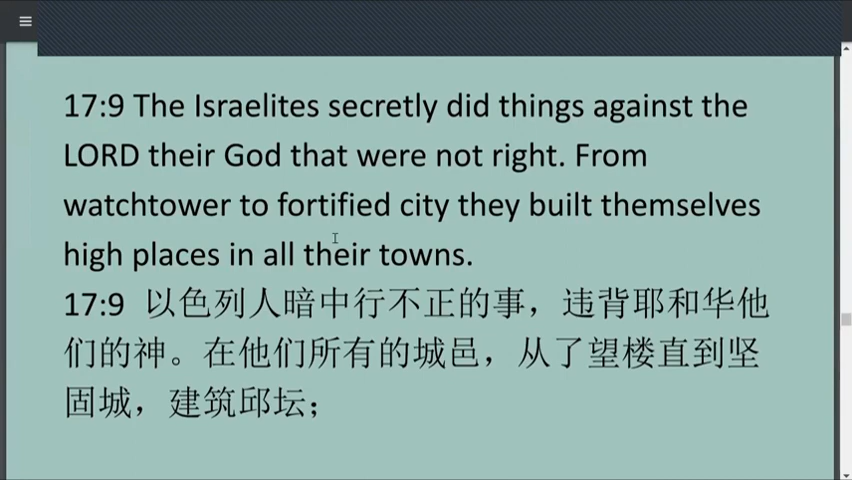 17:9 The Israelites secretly did things against the
LORD their God that were not right. From
watchtower to fortified city they built themselves
high places in all their towns.
17:9 以色列人暗中行不正的事，违背耶和华他
们的神。在他们所有的城邑，从了望楼直到坚
固城，建筑邱坛；